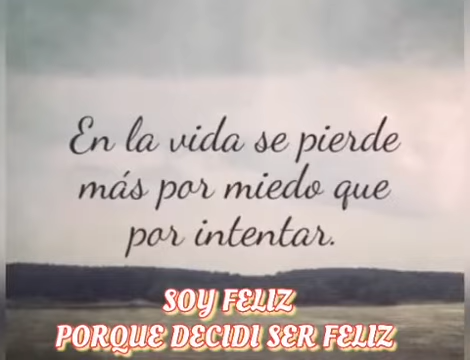 En la vida se pierde
más por miedo que
por intentar.
SOY FELIZ
PORQUE DECIDI SER FELIZ